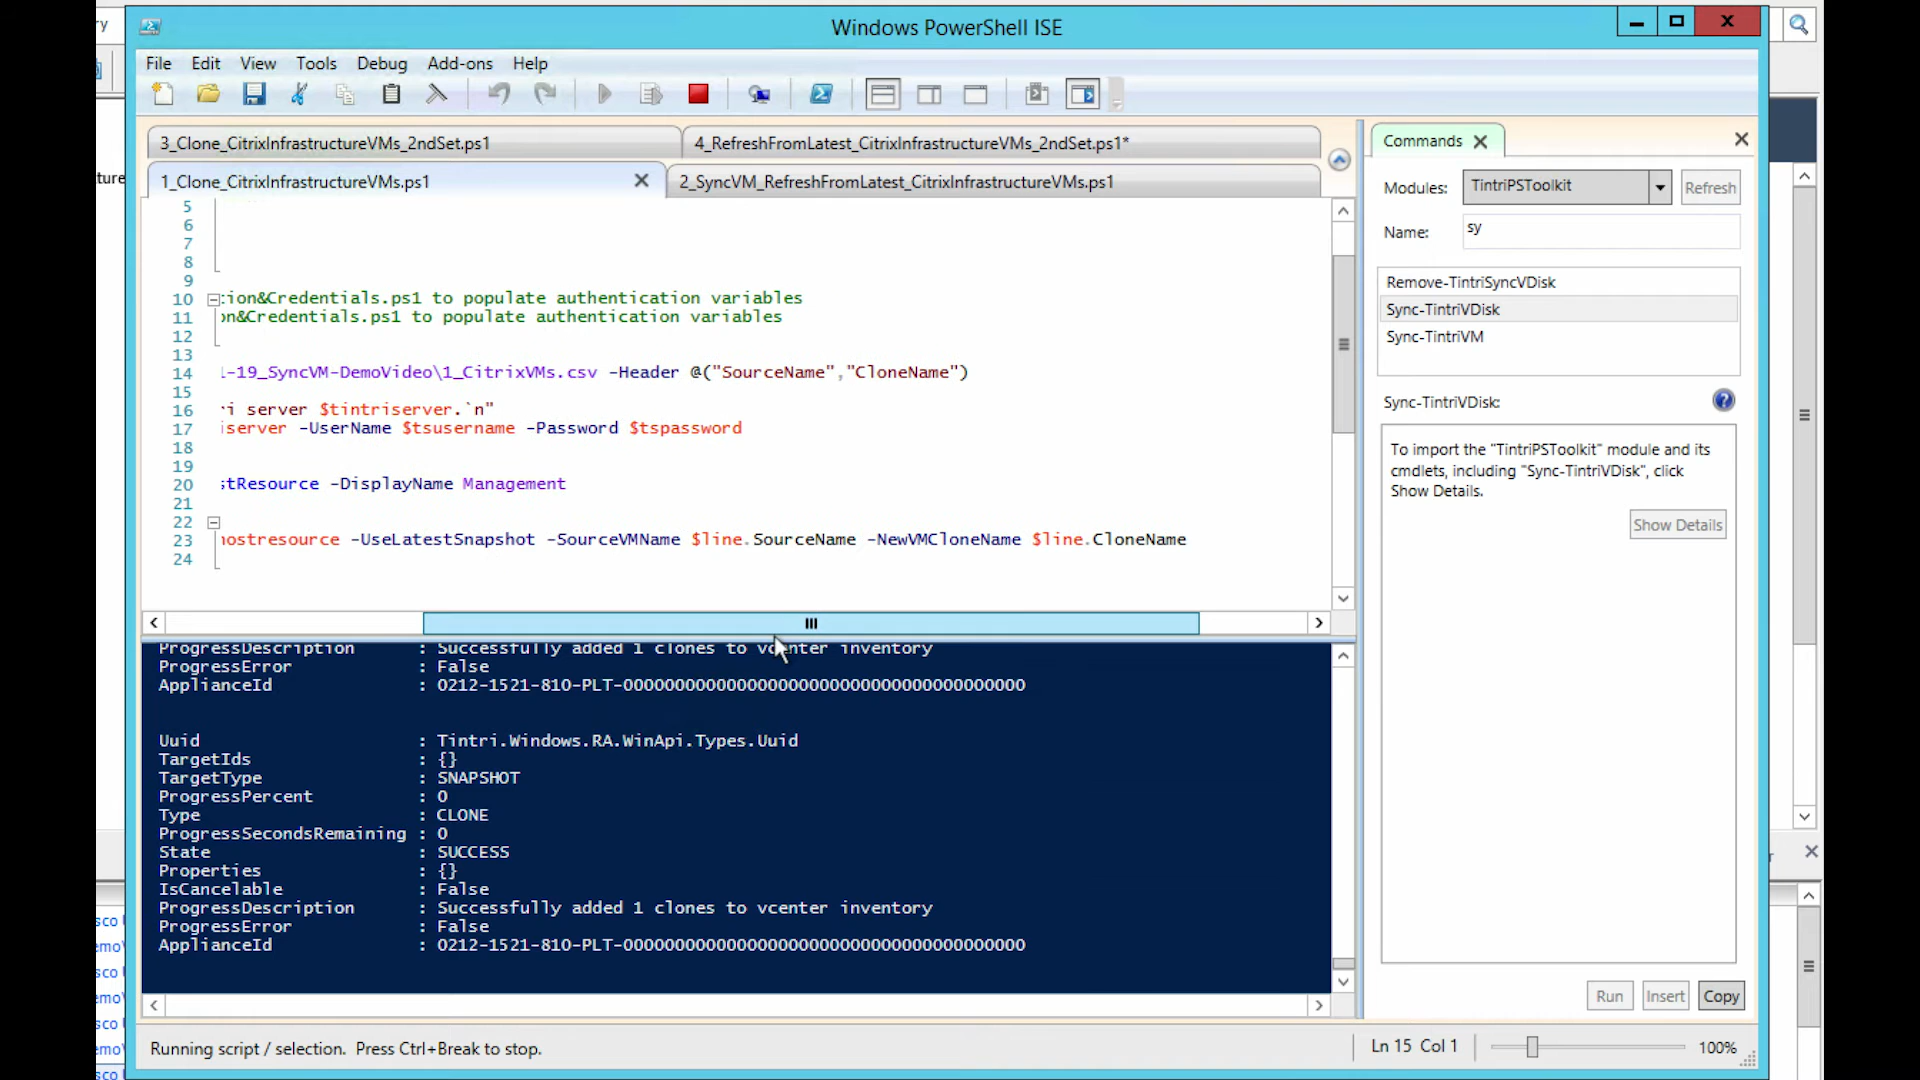 Windows PowerShell ISE
File Edit View Tools Debug Add-ons Help
3_Clone_CitrixInfrastructureVMs_2ndSet.ps1 4_RefreshFromLatest_CitrixInfrastructureVMs_2ndSet.ps1*
1_Clone_CitrixInfrastructureVMs.ps1 2_SyncVM_RefreshFromLatest_CitrixInfrastructureVMs.ps1
5
6
7
8
9
10 :ion&Credentials.ps1 to populate authentication variables
11 on&Credentials.ps1 to populate authentication variables
12
13
14 l-19_SyncVM-DemoVideo\1_CitrixVMs.csv -Header @("SourceName","CloneName")
15
16 ri server $tintriserver.`n"
17 iserver -UserName $tsusername -Password $tspassword
18
19
20 stResource -DisplayName Management
21
22
23 hostresource -UseLatestSnapshot -SourceVMName $line.SourceName -NewVMCloneName $line.CloneName
24
ProgressDescription : Successfully added 1 clones to vcenter inventory
ProgressError : False
ApplianceId : 0212-1521-810-PLT-000000000000000000000000000000000000000
Uuid : Tintri.Windows.RA.WinApi.Types.Uuid
TargetIds : {}
TargetType : SNAPSHOT
ProgressPercent : 0
Type : CLONE
ProgressSecondsRemaining : 0
State : SUCCESS
Properties : {}
IsCancelable : False
ProgressDescription : Successfully added 1 clones to vcenter inventory
ProgressError : False
ApplianceId : 0212-1521-810-PLT-000000000000000000000000000000000000000
Running script / selection. Press Ctrl+Break to stop.
Ln 15 Col 1
100%
Commands
Modules: TintriPSToolkit Refresh
Name: sy
Remove-TintriSyncVDisk
Sync-TintriVDisk
Sync-TintriVM
Sync-TintriVDisk:
To import the "TintriPSToolkit" module and its
cmdlets, including "Sync-TintriVDisk", click
Show Details.
Show Details
Run Insert Copy